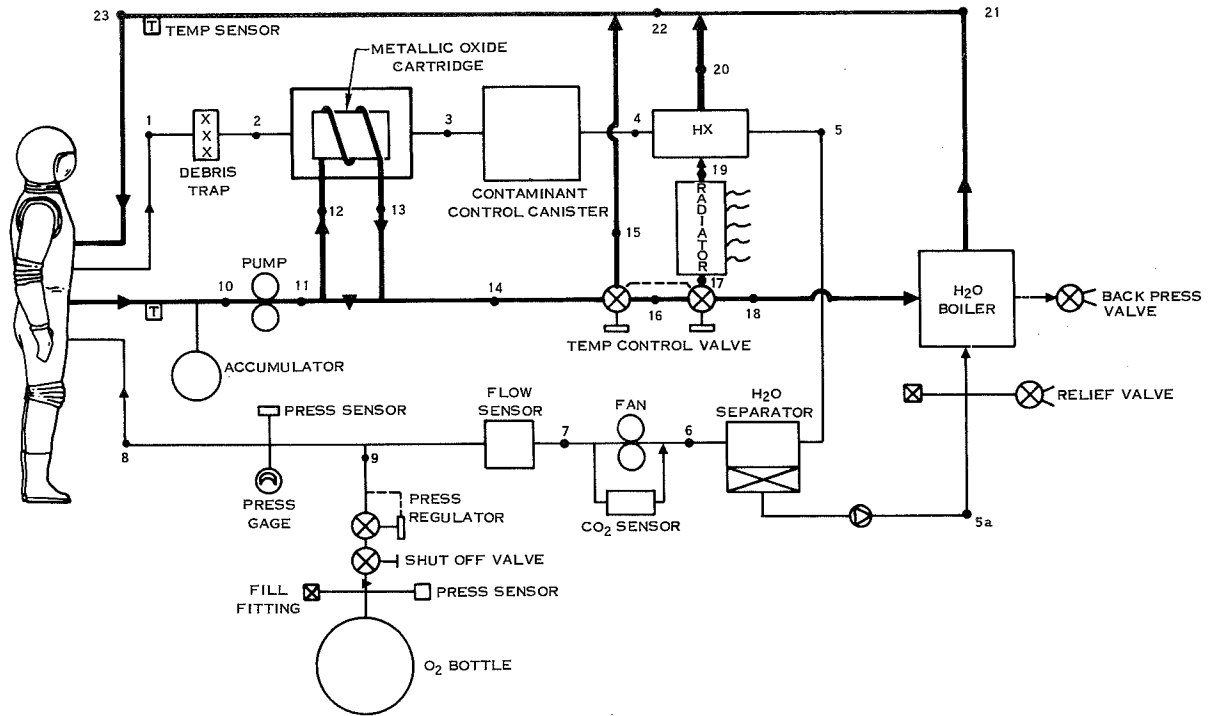 23
T
TEMP SENSOR
22
21
METALLIC OXIDE
CARTRIDGE
20
1
X
X
X
2
3
4
HX
5
DEBRIS
TRAP
CONTAMINANT
CONTROL CANISTER
19
RADIATOR
12
13
15
PUMP
10
11
14
17
16
18
T
H2O
BOILER
BACK PRESS
VALVE
TEMP CONTROL VALVE
ACCUMULATOR
PRESS SENSOR
FLOW
SENSOR
FAN
H2O
SEPARATOR
RELIEF VALVE
8
9
7
6
PRESS
GAGE
PRESS
REGULATOR
CO2 SENSOR
5a
SHUT OFF VALVE
FILL
FITTING
PRESS SENSOR
O2 BOTTLE